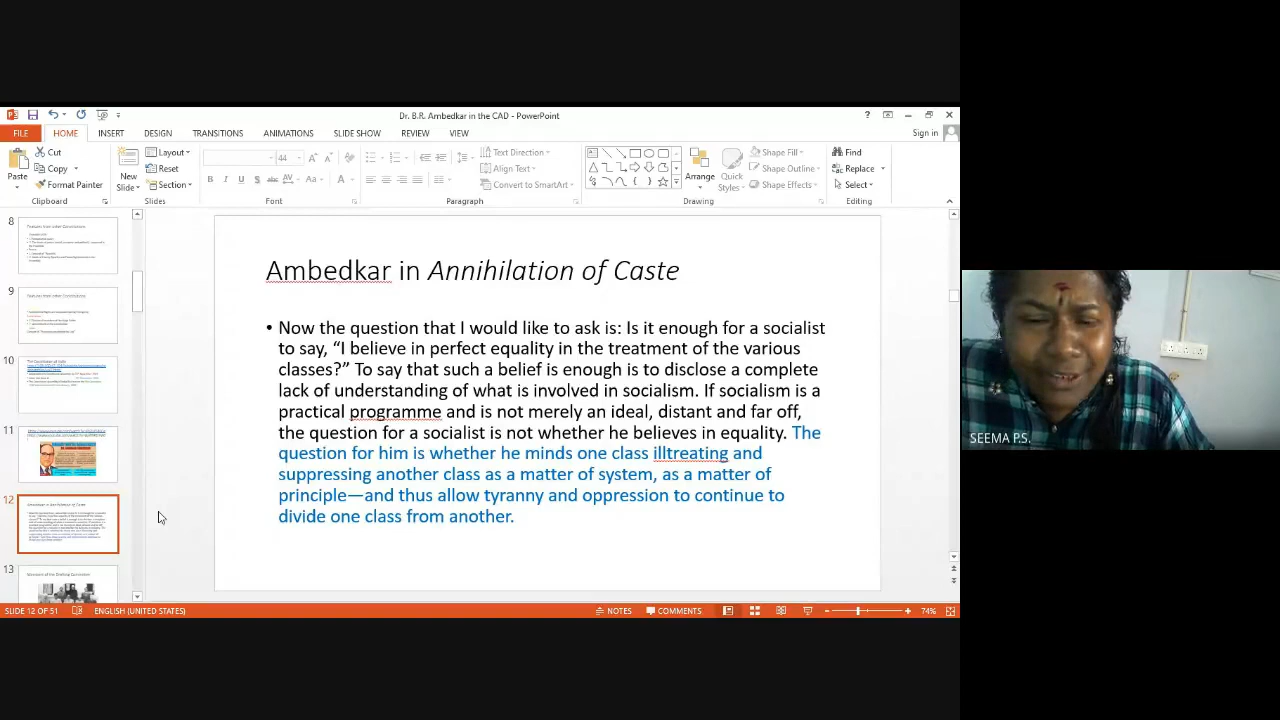 Dr. B.R. Ambedkar in the CAD - PowerPoint
FILE HOME INSERT DESIGN TRANSITIONS ANIMATIONS SLIDE SHOW REVIEW VIEW Sign in
Cut
Copy
Format Painter
Paste
Clipboard
New
Slide
Layout
Reset
Section
Slides
44
Font
Text Direction
Align Text
Convert to SmartArt
Paragraph
Arrange
Quick
Styles
Shape Fill
Shape Outline
Shape Effects
Drawing
Find
Replace
Select
Editing
8
9
10
11
12
13
Ambedkar in Annihilation of Caste
• Now the question that I would like to ask is: Is it enough for a socialist
to say, “I believe in perfect equality in the treatment of the various
classes?” To say that such a belief is enough is to disclose a complete
lack of understanding of what is involved in socialism. If socialism is a
practical programme and is not merely an ideal, distant and far off,
the question for a socialist is not whether he believes in equality. The
question for him is whether he minds one class illtreating and
suppressing another class as a matter of system, as a matter of
principle—and thus allow tyranny and oppression to continue to
divide one class from another.
SEEMA P.S.
SLIDE 12 OF 51 ENGLISH (UNITED STATES) NOTES COMMENTS 74%